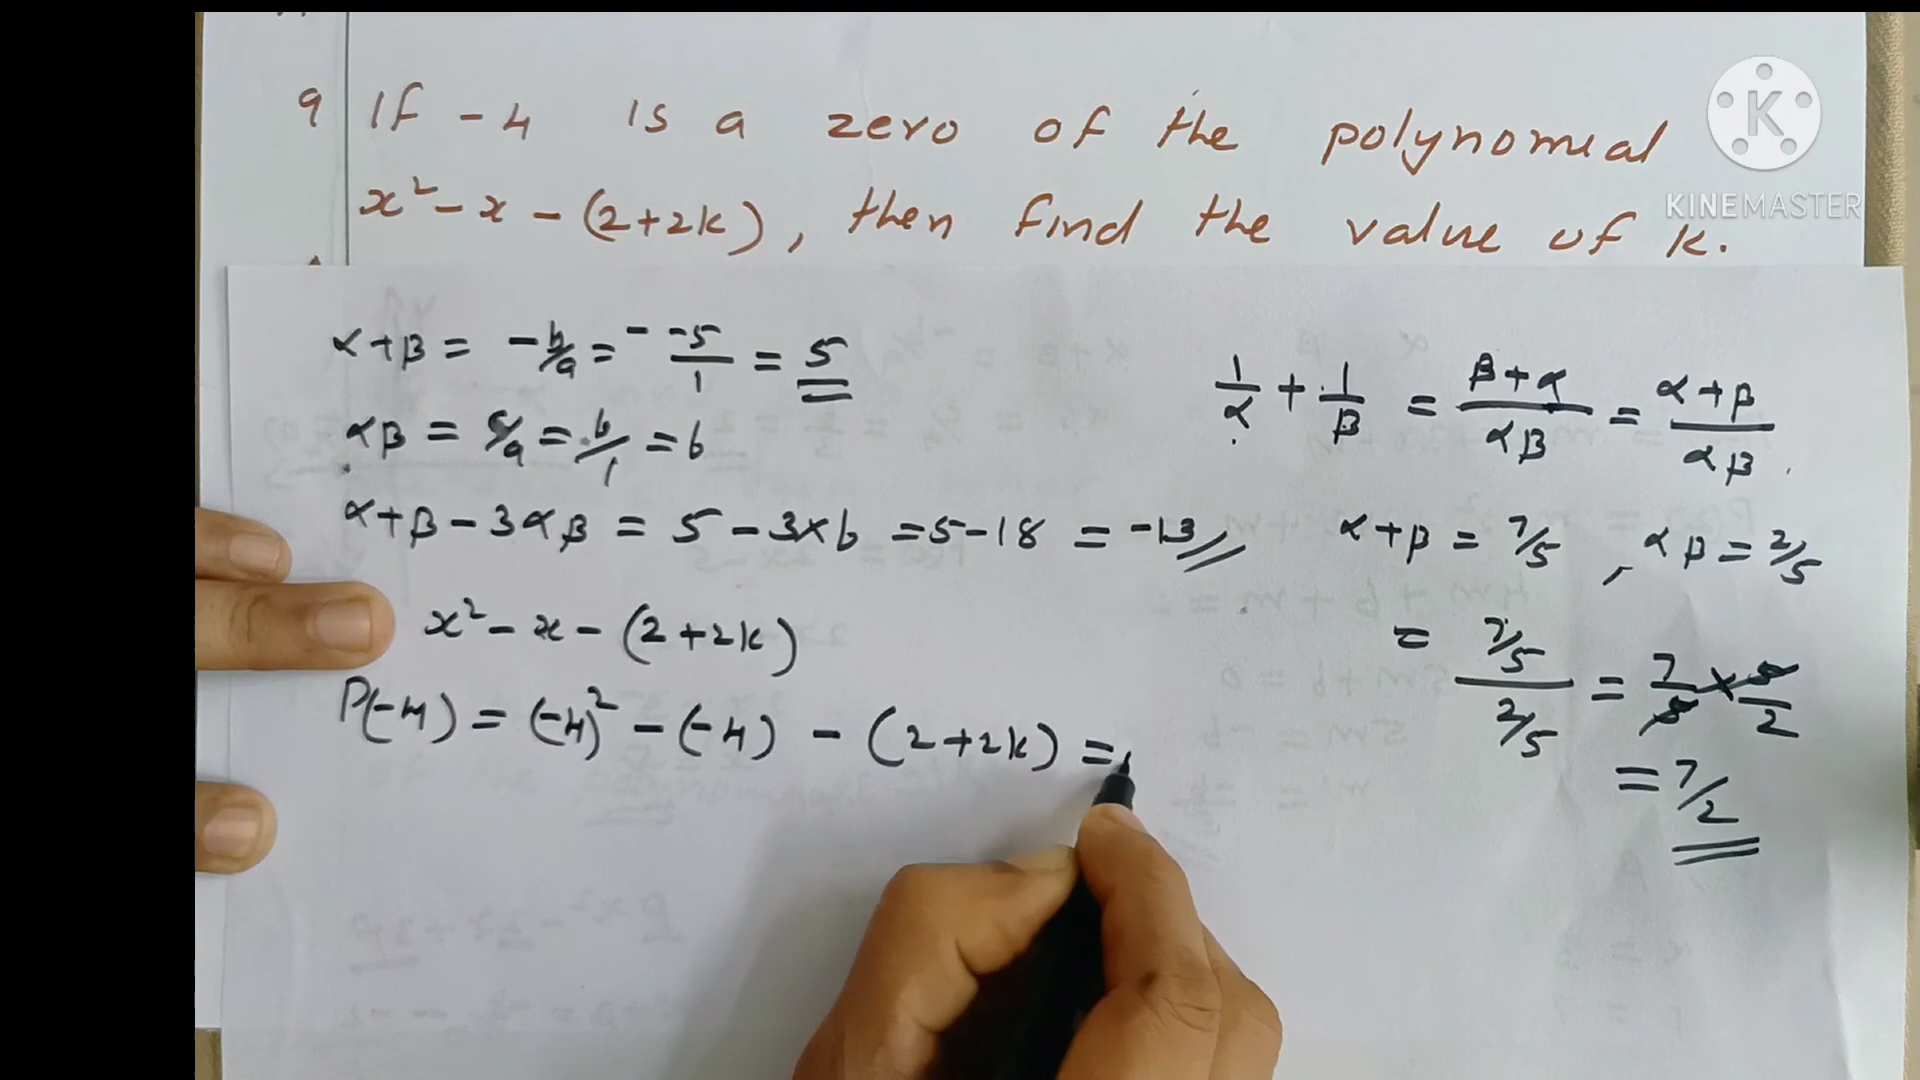 9 If -4 is a zero of the polynomial
x² - x - (2+2k), then find the value of k.
K
KINEMASTER
α+β = -b/a = - -5/1 = 5
αβ = c/a = 6/1 = 6
α+β - 3αβ = 5 - 3×6 = 5-18 = -13
x² - x - (2+2k)
P(-4) = (-4)² - (-4) - (2+2k) =
1/α + 1/β = β+α/αβ = α+β/αβ
α+β = 7/5 , αβ = 2/5
= 7/5 / 2/5 = 7/5 × 5/2
= 7/2